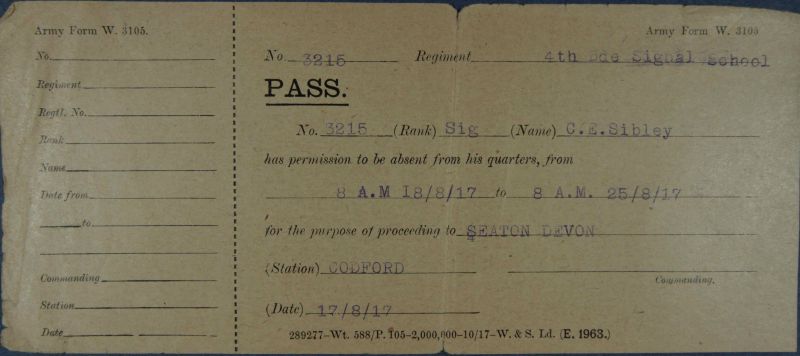 Army Form W. 3105.
No.
Regiment
Regtl. No.
Rank
Name
Date from
to
Commanding
Station
Date
Army Form W. 3105
No. 3215 Regiment 4th Bde Signal School
PASS.
No. 3215 (Rank) Sig (Name) C.E.Sibley
has permission to be absent from his quarters, from
8 A.M I8/8/17 to 8 A.M. 25/8/17
for the purpose of proceeding to SEATON DEVON
(Station) CODFORD
Commanding.
(Date) 17/8/17
289277-Wt. 588/P. 105-2,000,000-10/17-W. & S. Ld. (E. 1963.)